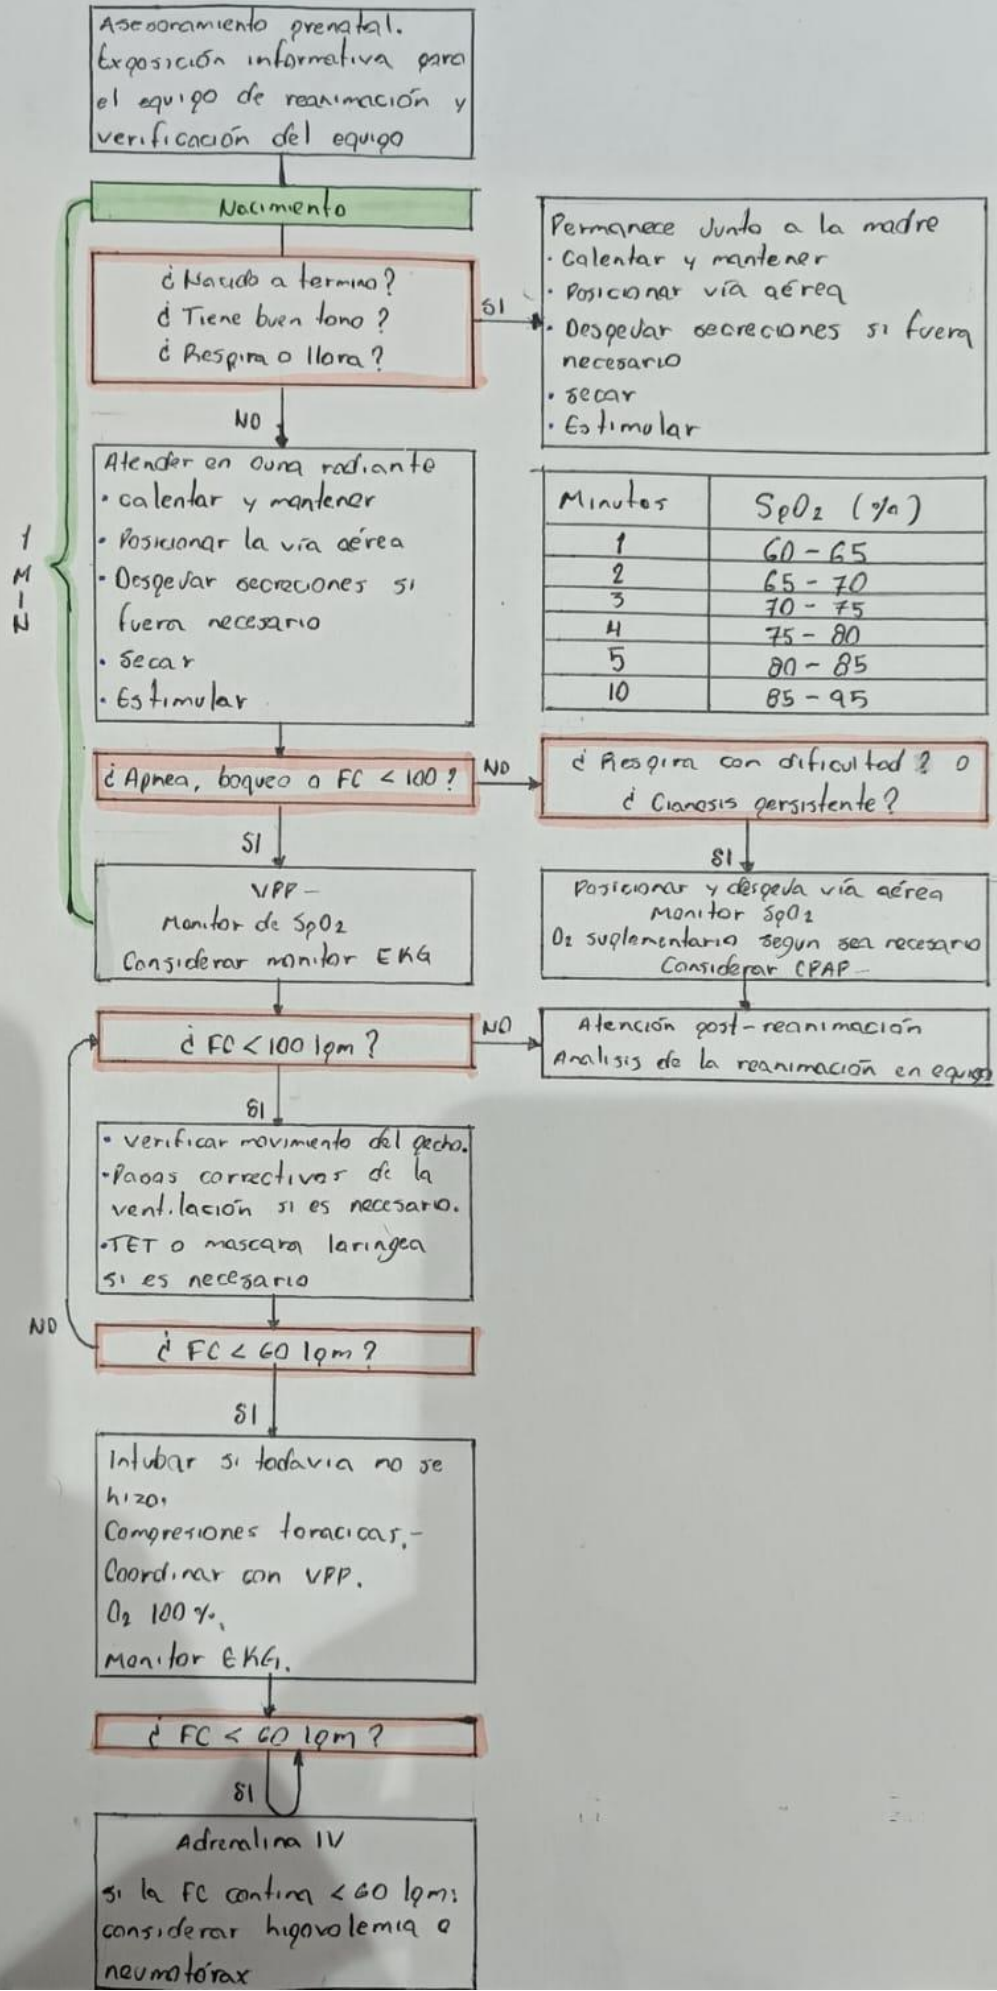 Asesoramiento prenatal.
Exposición informativa para
el equipo de reanimación y
verificación del equipo
Nacimiento
¿Nacido a termino?
¿Tiene buen tono?
¿Respira o llora?
SI
Permanece Junto a la madre
· Calentar y mantener
· Posicionar vía aérea
· Despejar secreciones si fuera
necesario
· secar
· Estimular
NO
1 MIN
Atender en cuna radiante
· calentar y mantener
· Posicionar la vía aérea
· Despejar secreciones si
fuera necesario
· Secar
· Estimular
Minutos SpO2 (%)
1 60 - 65
2 65 - 70
3 70 - 75
4 75 - 80
5 80 - 85
10 85 - 95
¿Apnea, boqueo o FC < 100?
NO
¿Respira con dificultad? o
¿Cianosis persistente?
SI
SI
VPP-
Monitor de SpO2
Considerar monitor EKG
Posicionar y despeja vía aérea
Monitor SpO2
O2 suplementario segun sea necesario
Considerar CPAP-
¿FC < 100 lpm?
NO
Atención post-reanimación
Analisis de la reanimación en equipo
SI
· verificar movimiento del pecho.
· Pasos correctivos de la
ventilación si es necesario.
· TET o mascara laringea
si es necesario
NO
¿FC < 60 lpm?
SI
Intubar si todavia no se
hizo.
Compresiones toracicas.-
Coordinar con VPP.
O2 100%.
Monitor EKG.
¿FC < 60 lpm?
SI
Adrenalina IV
si la FC contina < 60 lpm:
considerar hipovolemia o
neumotórax